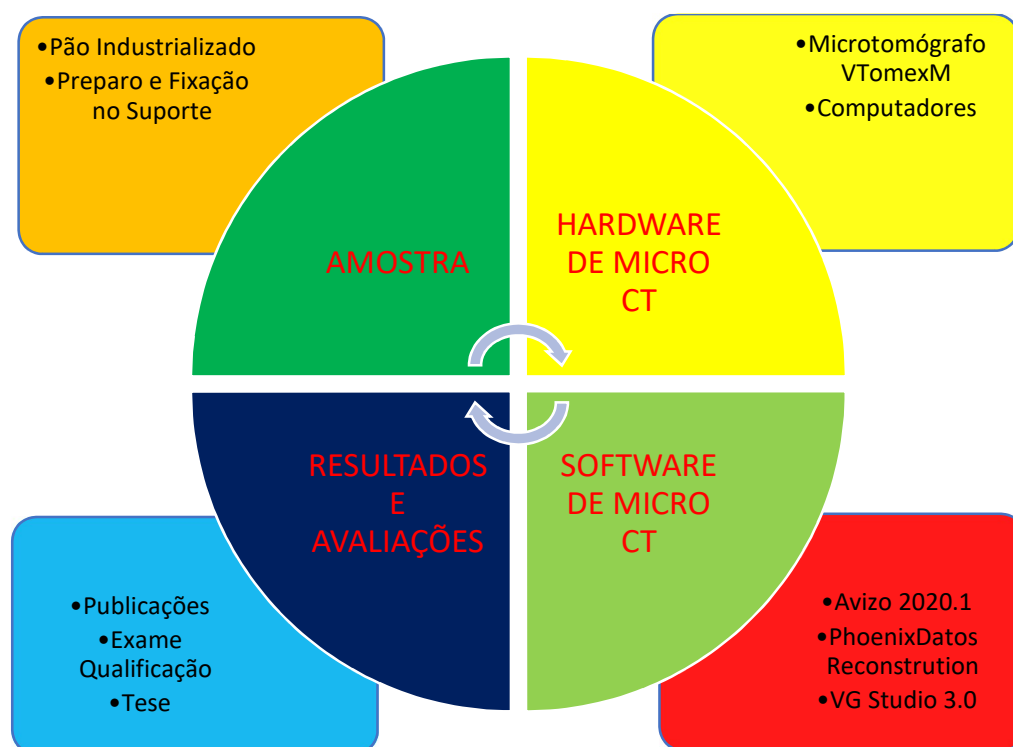 •Pão Industrializado
•Preparo e Fixação
no Suporte
•Microtomógrafo
VTomexM
•Computadores
AMOSTRA
HARDWARE
DE MICRO
CT
RESULTADOS
E
AVALIAÇÕES
SOFTWARE
DE MICRO
CT
•Publicações
•Exame
Qualificação
•Tese
•Avizo 2020.1
•PhoenixDatos
Reconstrution
•VG Studio 3.0